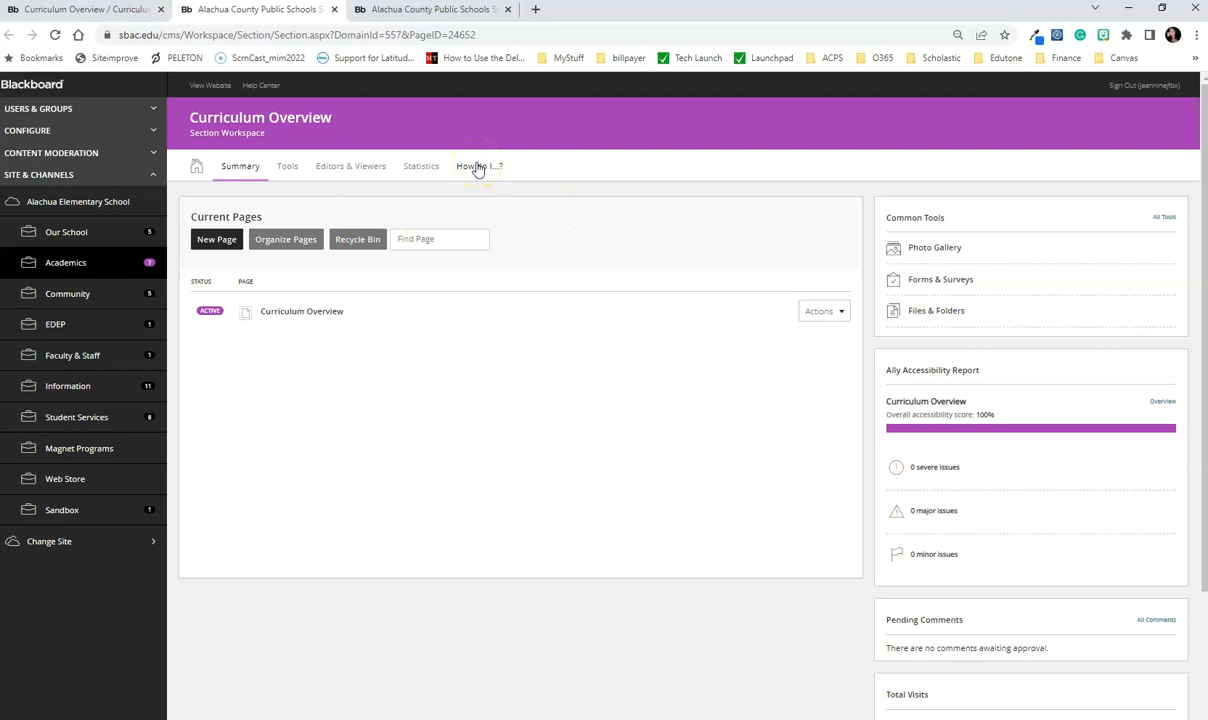 Bb Curriculum Overview / Curriculum
Bb Alachua County Public Schools S
Bb Alachua County Public Schools S
sbac.edu/cms/Workspace/Section/Section.aspx?DomainId=557&PageID=24652
Suggested Sites
Siteimprove
PELETON
ScrnCast_mim2022
Support for Latitud...
How to Use the Del...
MyStuff
billpayer
Tech Launch
Launchpad
ACPS
O365
Scholastic
Edutone
Finance
Canvas
Blackboard
View Website
Help Center
Sign Out (jeanninejfox)
USERS & GROUPS
CONFIGURE
CONTENT MODERATION
SITE & CHANNELS
Alachua Elementary School
Our School 5
Academics 7
Community 5
EDEP 1
Faculty & Staff 1
Information 11
Student Services 8
Magnet Programs
Web Store
Sandbox 1
Change Site
Curriculum Overview
Section Workspace
Summary
Tools
Editors & Viewers
Statistics
How do I...?
Current Pages
New Page
Organize Pages
Recycle Bin
Find Page
STATUS
PAGE
ACTIVE
Curriculum Overview
Actions
Common Tools
All Tools
Photo Gallery
Forms & Surveys
Files & Folders
Ally Accessibility Report
Curriculum Overview
Overview
Overall accessibility score: 100%
0 severe issues
0 major issues
0 minor issues
Pending Comments
All Comments
There are no comments awaiting approval.
Total Visits